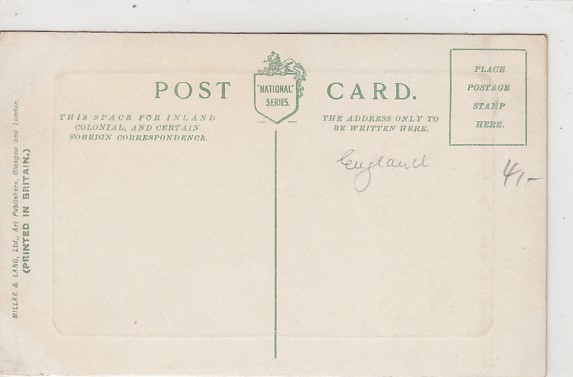 POST CARD.
"NATIONAL"
SERIES.
PLACE
POSTAGE
STAMP
HERE.
THIS SPACE FOR INLAND
COLONIAL, AND CERTAIN
FOREIGN CORRESPONDENCE.
THE ADDRESS ONLY TO
BE WRITTEN HERE.
England
4/-
MILLAR & LANG, Ltd., Art Publishers, Glasgow and London.
(PRINTED IN BRITAIN.)